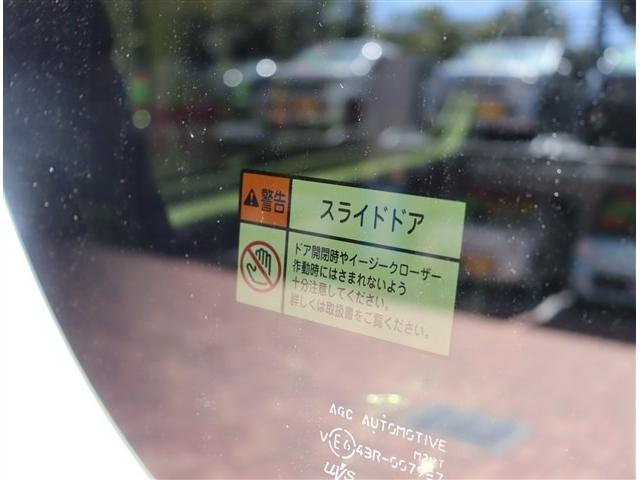 警告
スライドドア
ドア開閉時やイージークローザー
作動時にはさまれないよう
十分注意してください。
詳しくは取扱書をご覧ください。
AGC AUTOMOTIVE